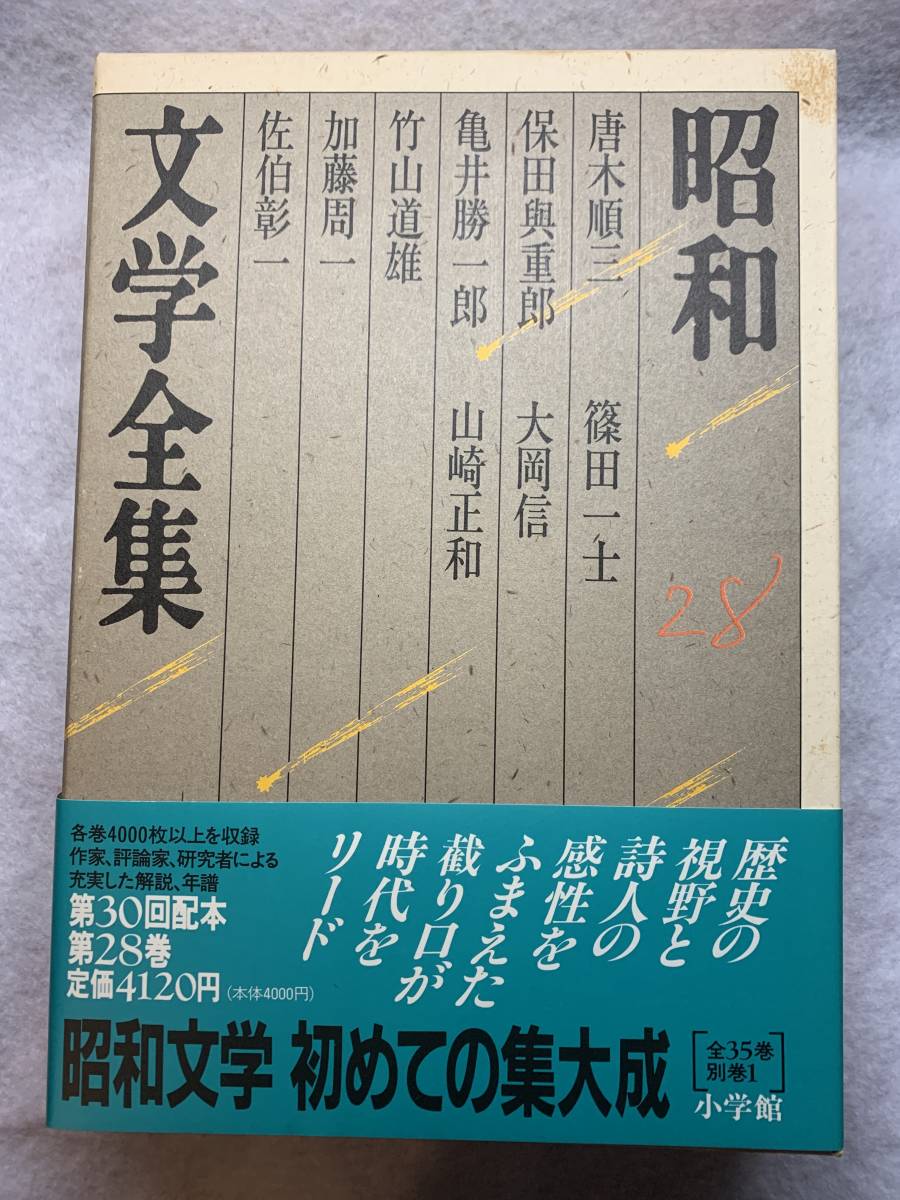 昭和
唐木順三
篠田一士
保田與重郎
大岡信
亀井勝一郎
山崎正和
竹山道雄
加藤周一
佐伯彰一
文学全集
28
歴史の
視野と
詩人の
感性を
ふまえた
截り口が
時代を
リード
各巻4000枚以上を収録
作家、評論家、研究者による
充実した解説、年譜
第30回配本
第28巻
定価4120円(本体4000円)
昭和文学 初めての集大成
全35巻
別巻1
小学館